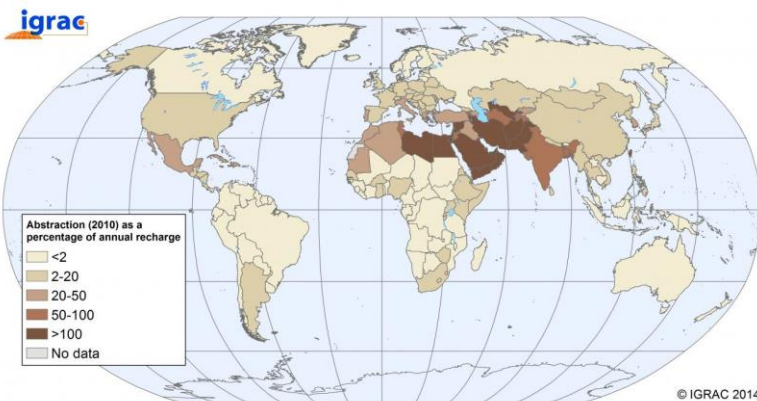 igrac
Abstraction (2010) as a
percentage of annual recharge
<2
2-20
20-50
50-100
>100
No data
© IGRAC 2014